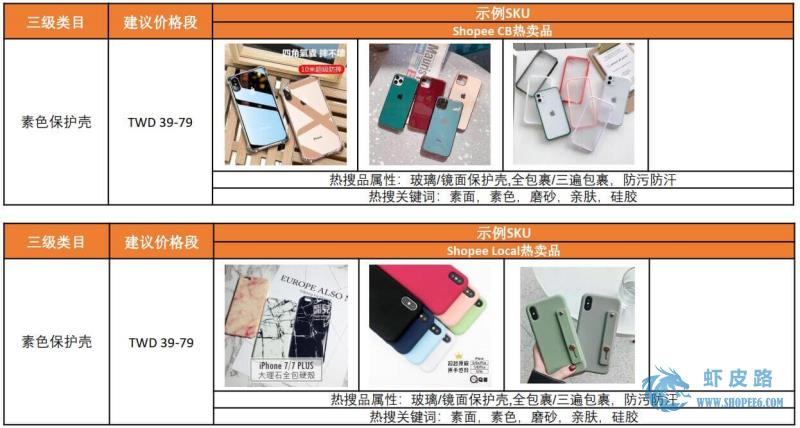 三级类目
建议价格段
示例SKU
Shopee CB热卖品
素色保护壳
TWD 39-79
四角氣囊 摔不壞
10米超級防摔
热搜品属性：玻璃/镜面保护壳,全包裹/三遍包裹，防污防汗
热搜关键词：素面，素色，磨砂，亲肤，硅胶
三级类目
建议价格段
示例SKU
Shopee Local热卖品
素色保护壳
TWD 39-79
EUROPE ALSO
iPhone 7/7 PLUS
大理石全包硬殼
热搜品属性：玻璃/镜面保护壳,全包裹/三遍包裹，防污防汗
热搜关键词：素面，素色，磨砂，亲肤，硅胶
虾皮路
WWW.SHOPEE6.COM